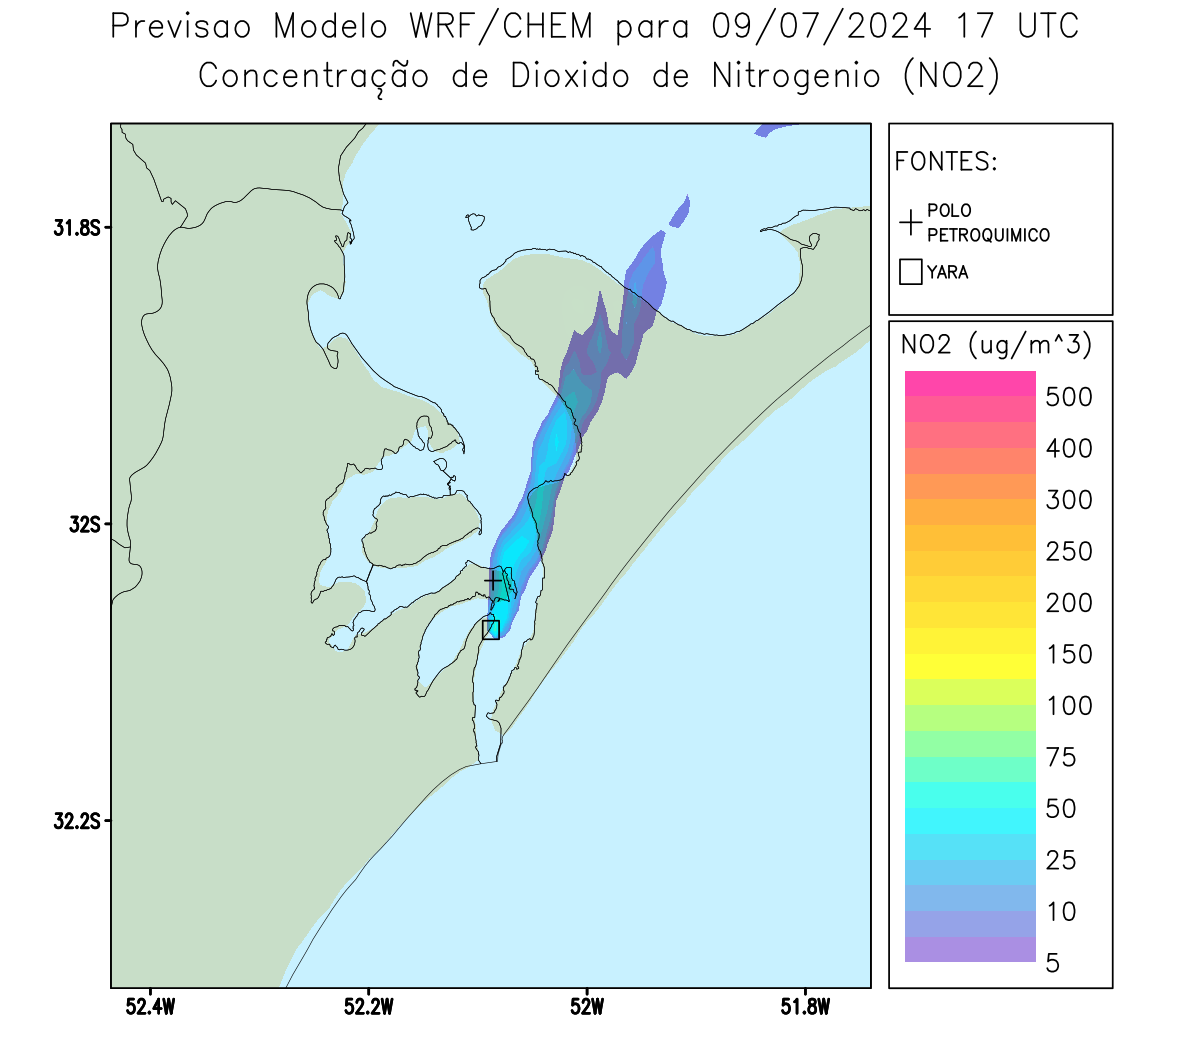 Previsao Modelo WRF/CHEM para 09/07/2024 17 UTC
Concentração de Dioxido de Nitrogenio (NO2)
FONTES:
POLO
PETROQUIMICO
YARA
NO2 (ug/m^3)
500
400
300
250
200
150
100
75
50
25
10
5
31.8S
32S
32.2S
52.4W
52.2W
52W
51.8W